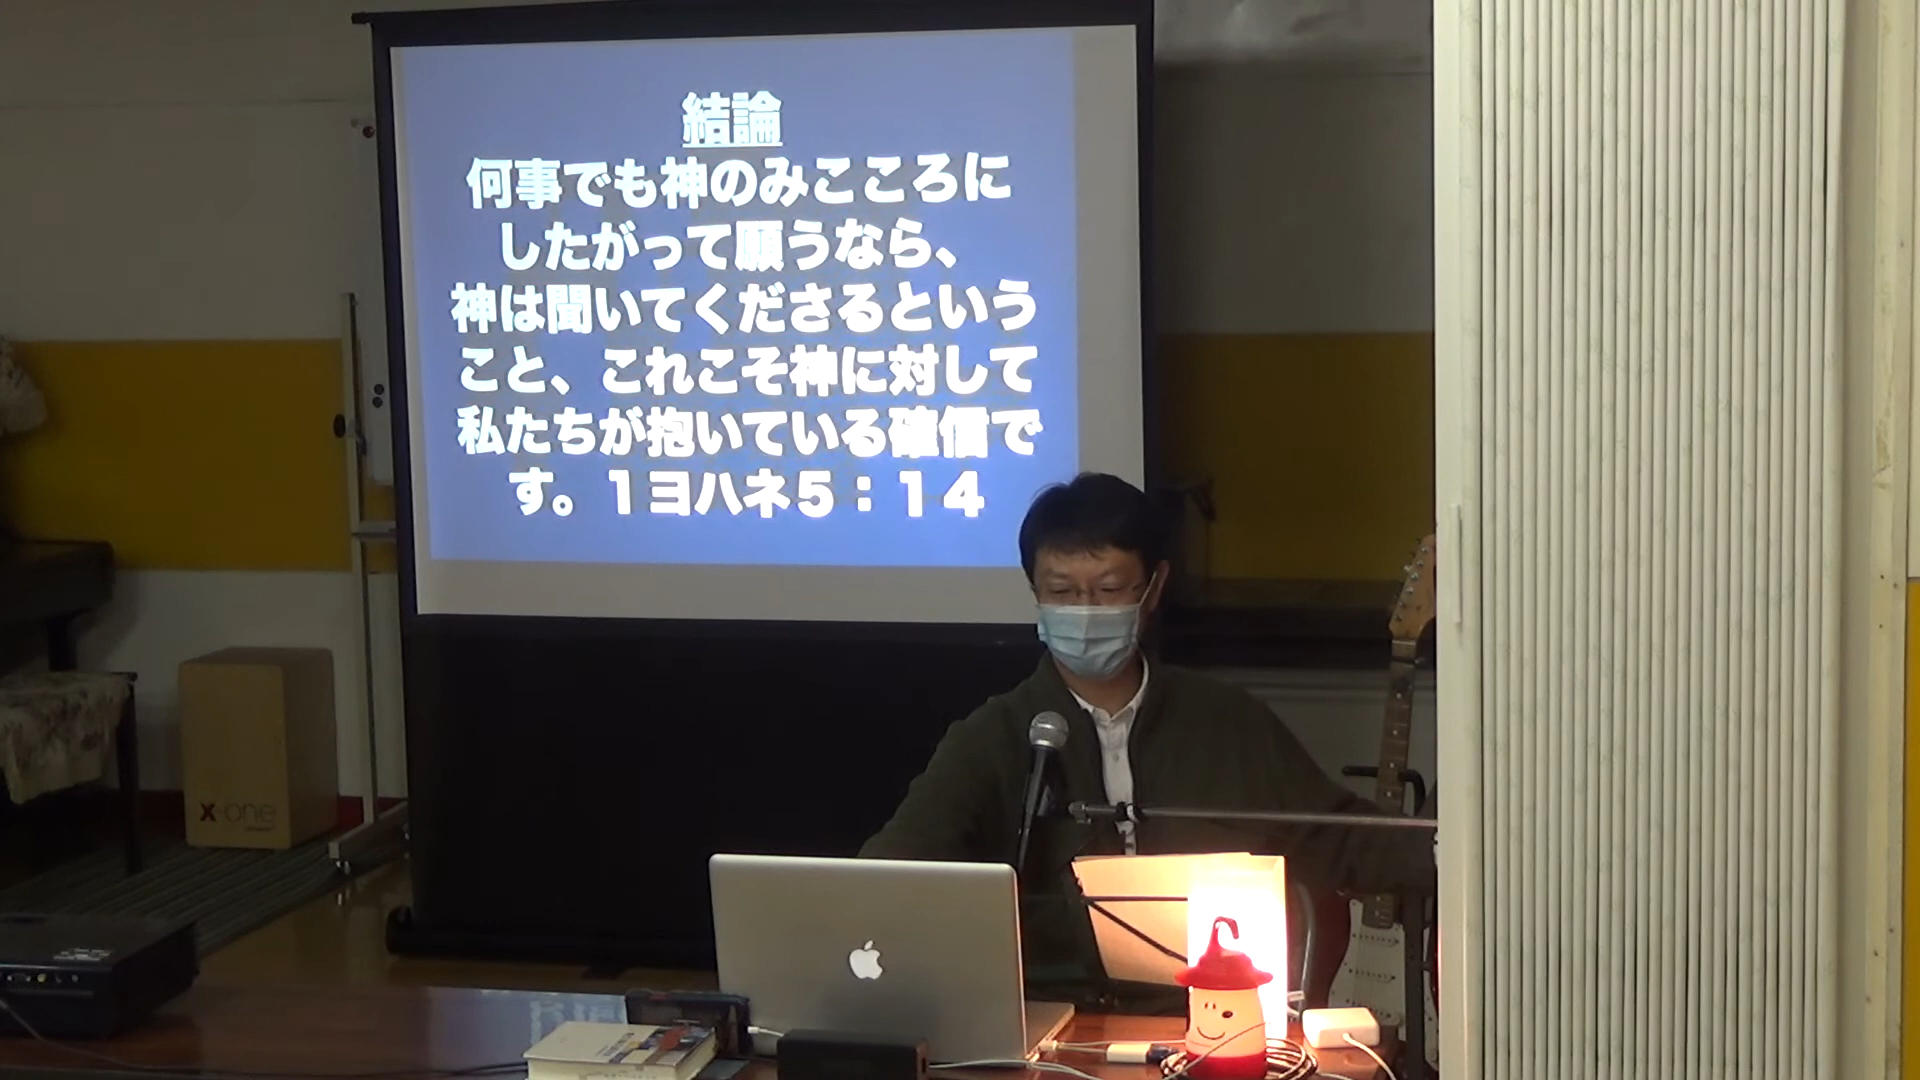 結論
何事でも神のみこころに
したがって願うなら、
神は聞いてくださるという
こと、これこそ神に対して
私たちが抱いている確信で
す。1ヨハネ5：14
X-one